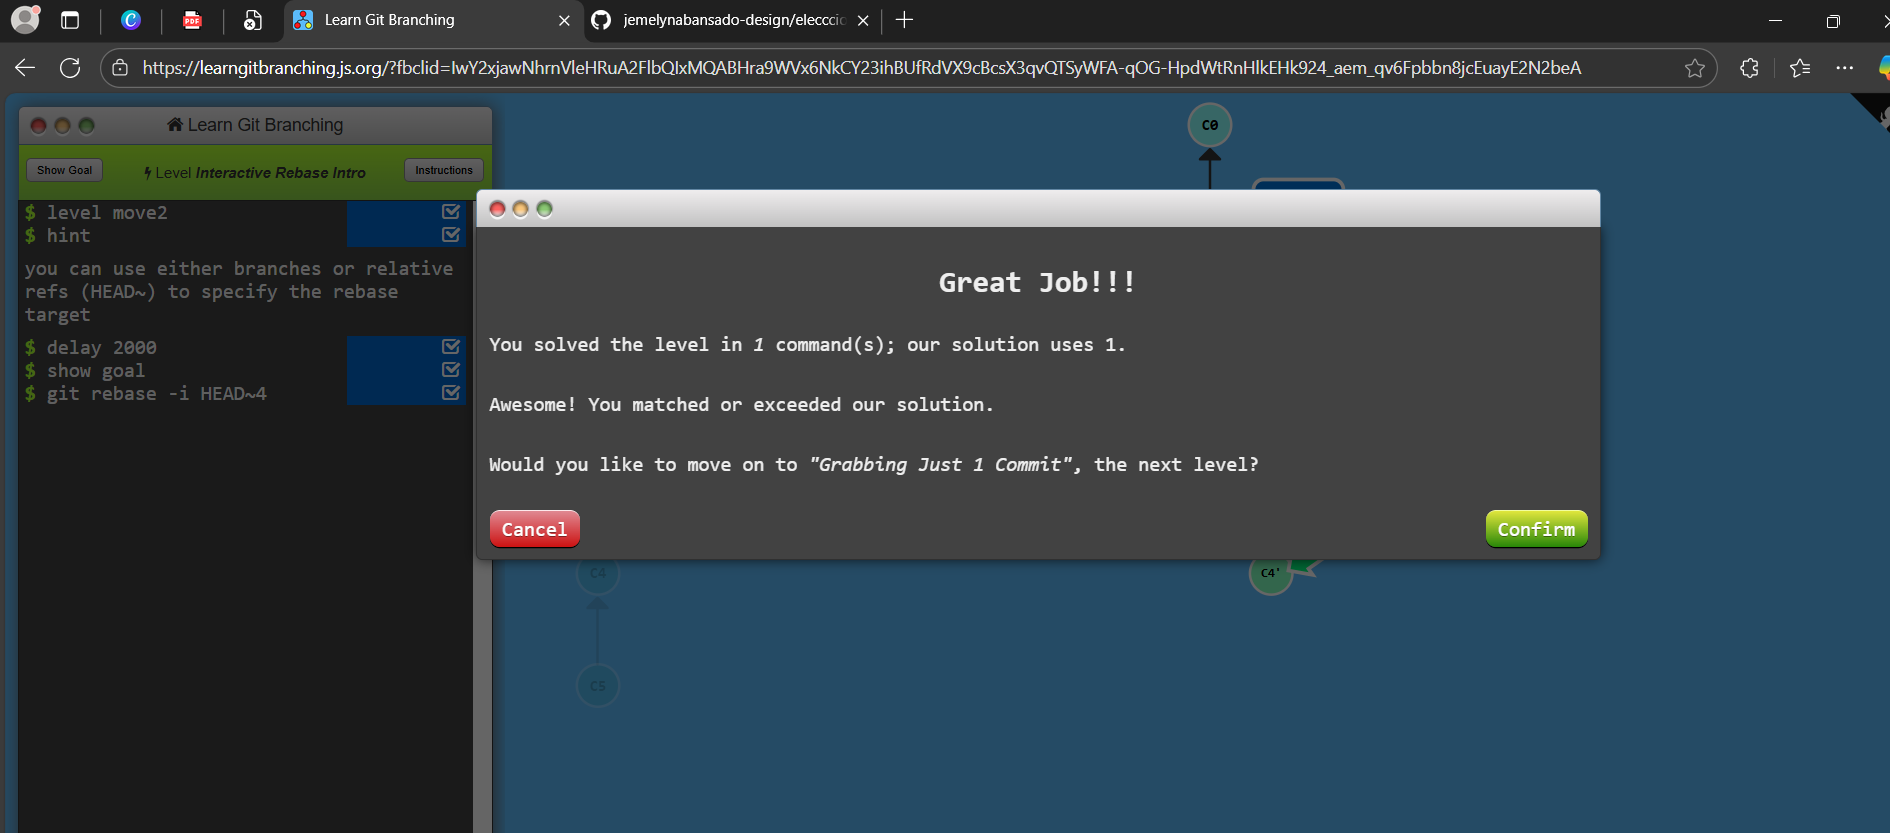 Learn Git Branching
jemelynabansado-design/eleccci
https://learngitbranching.js.org/?fbclid=IwY2xjawNhrnVleHRuA2FlbQIxMQABHra9WVx6NkCY23ihBUfRdVX9cBcsX3qvQTSyWFA-qOG-HpdWtRnHlkEHk924_aem_qv6Fpbbn8jcEuayE2N2beA
Learn Git Branching
Show Goal
Level Interactive Rebase Intro
Instructions
$ level move2
$ hint
you can use either branches or relative
refs (HEAD~) to specify the rebase
target
$ delay 2000
$ show goal
$ git rebase -i HEAD~4
C0
Great Job!!!
You solved the level in 1 command(s); our solution uses 1.
Awesome! You matched or exceeded our solution.
Would you like to move on to "Grabbing Just 1 Commit", the next level?
Cancel
Confirm
C4
C4'
C5